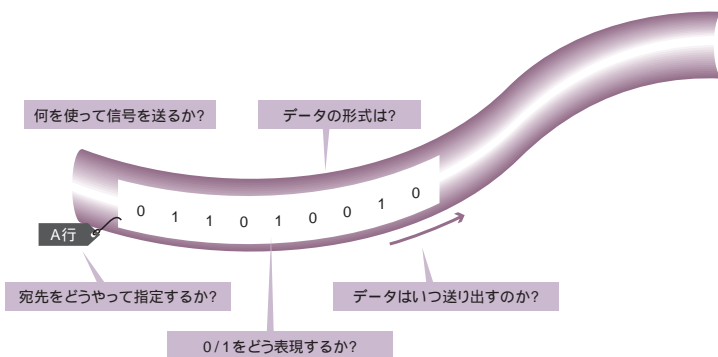 何を使って信号を送るか?
データの形式は?
0 1 1 0 1 0 0 1 0
A行
宛先をどうやって指定するか?
データはいつ送り出すのか?
0/1をどう表現するか?